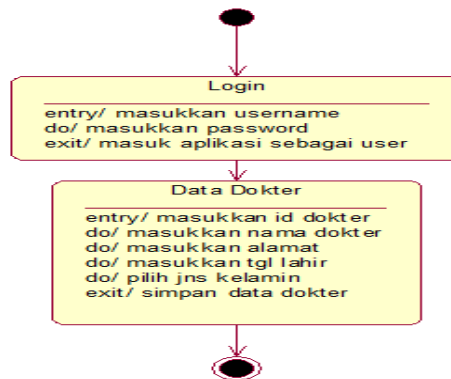 Login
entry/ masukkan username
do/ masukkan password
exit/ masuk aplikasi sebagai user
Data Dokter
entry/ masukkan id dokter
do/ masukkan nama dokter
do/ masukkan alamat
do/ masukkan tgl lahir
do/ pilih jns kelamin
exit/ simpan data dokter